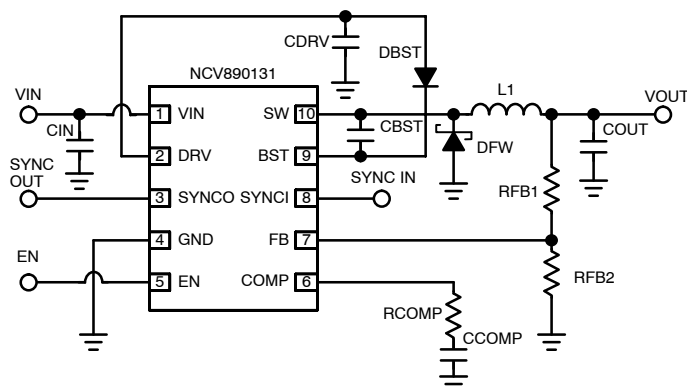 CDRV
DBST
NCV890131
L1
VIN
VOUT
1 VIN
SW 10
CIN
CBST
COUT
2 DRV
BST 9
DFW
SYNC
OUT
SYNC IN
3 SYNCO
SYNCI 8
RFB1
4 GND
FB 7
EN
5 EN
COMP 6
RFB2
RCOMP
CCOMP